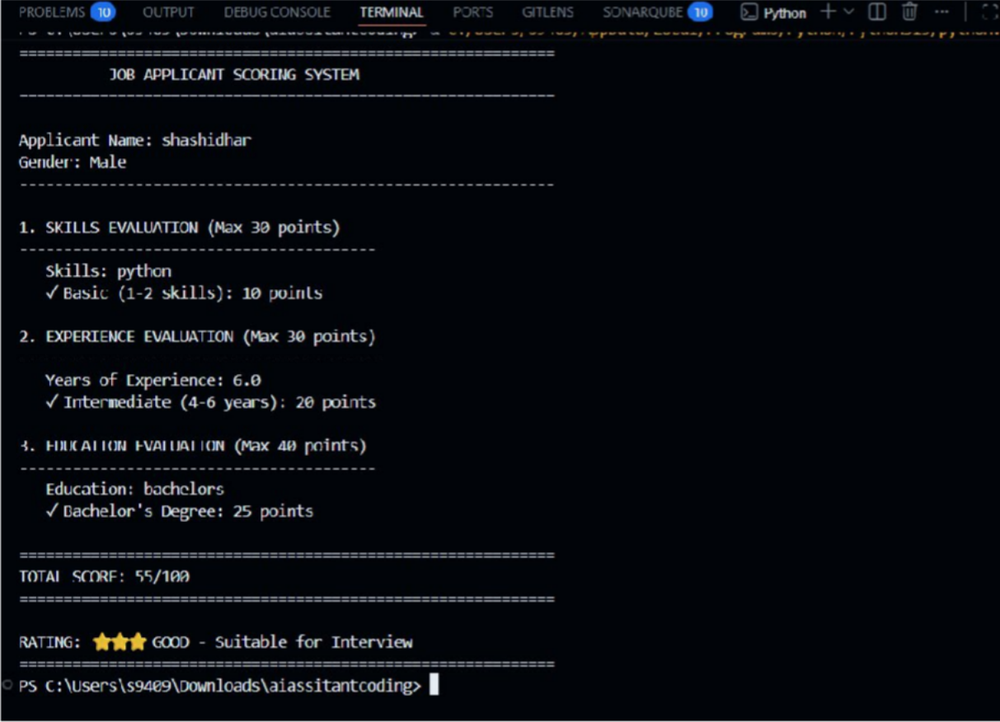 PROBLEMS 10 OUTPUT DEBUG CONSOLE TERMINAL PORTS GITLENS SONARQUBE 10 Python
============================================================
JOB APPLICANT SCORING SYSTEM
------------------------------------------------------------
Applicant Name: shashidhar
Gender: Male
------------------------------------------------------------
1. SKILLS EVALUATION (Max 30 points)
----------------------------------------
Skills: python
✓ Basic (1-2 skills): 10 points
2. EXPERIENCE EVALUATION (Max 30 points)
Years of Experience: 6.0
✓ Intermediate (4-6 years): 20 points
3. EDUCATION EVALUATION (Max 40 points)
----------------------------------------
Education: bachelors
✓ Bachelor's Degree: 25 points
============================================================
TOTAL SCORE: 55/100
============================================================
RATING: ⭐⭐⭐ GOOD - Suitable for Interview
============================================================
PS C:\Users\s9409\Downloads\aiassitantcoding>